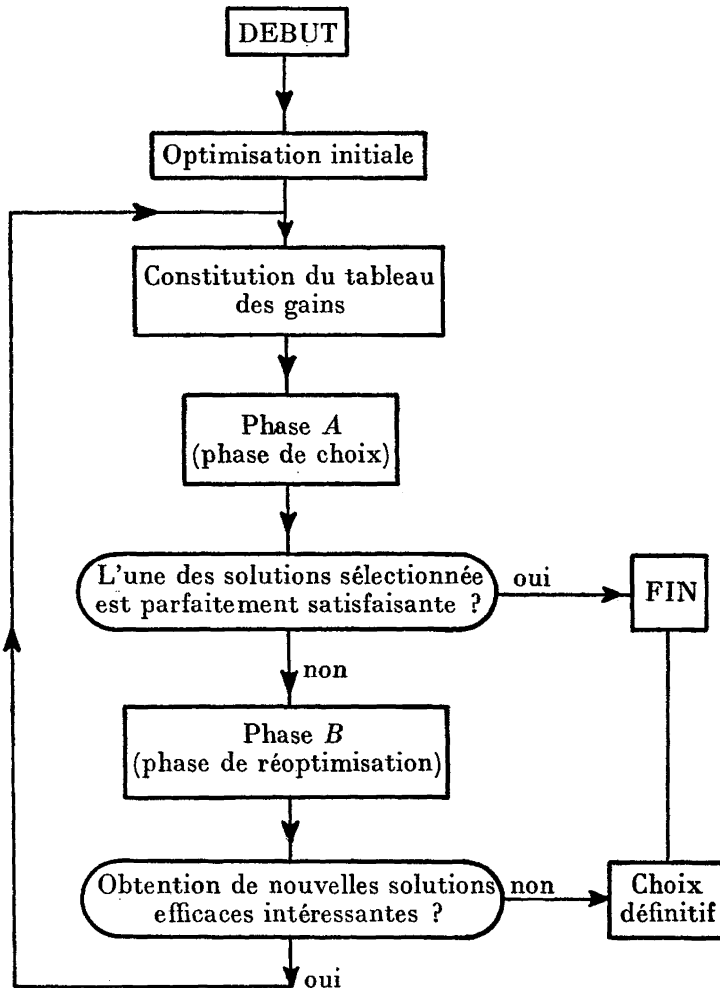 DEBUT
Optimisation initiale
Constitution du tableau
des gains
Phase A
(phase de choix)
L'une des solutions sélectionnée
est parfaitement satisfaisante ?
oui
FIN
non
Phase B
(phase de réoptimisation)
Obtention de nouvelles solutions
efficaces intéressantes ?
non
Choix
définitif
oui